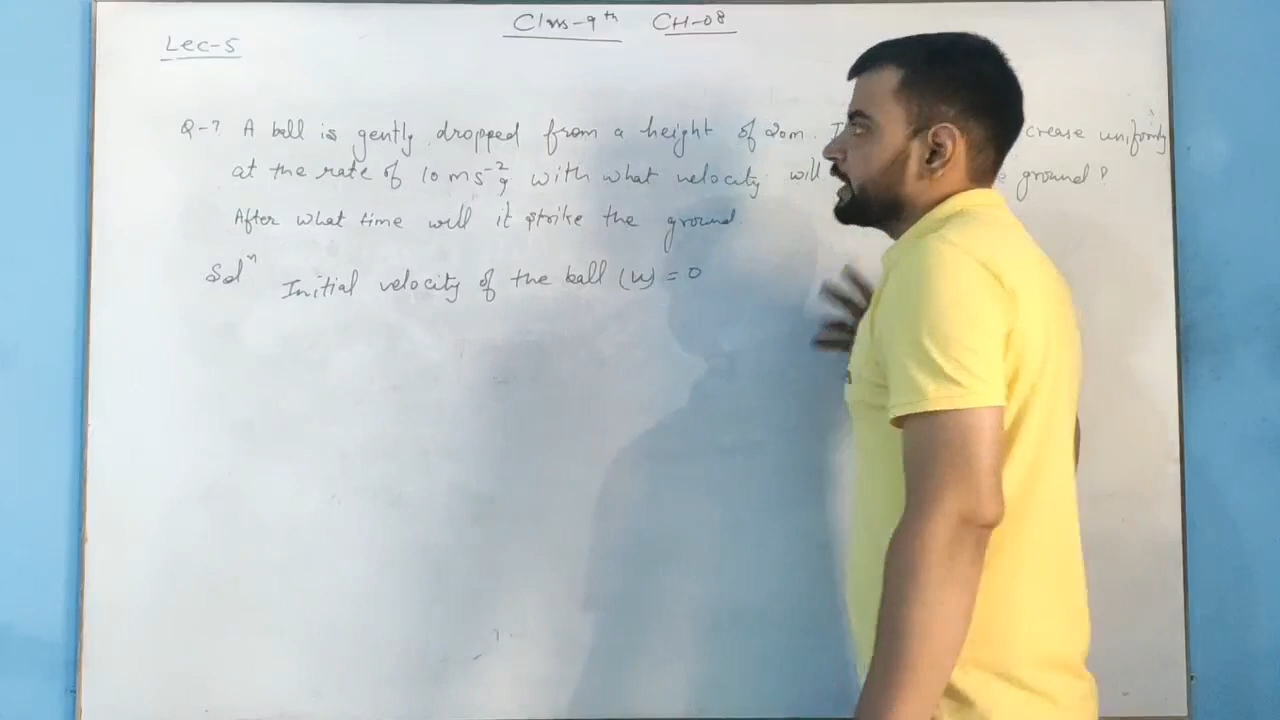 Class-9th CH-08
Lec-5
Q-7 A ball is gently dropped from a height of 20m. I crease uniformly
at the rate of 10 ms⁻², with what velocity will ground?
After what time will it strike the ground.
Solⁿ Initial velocity of the ball (u) = 0